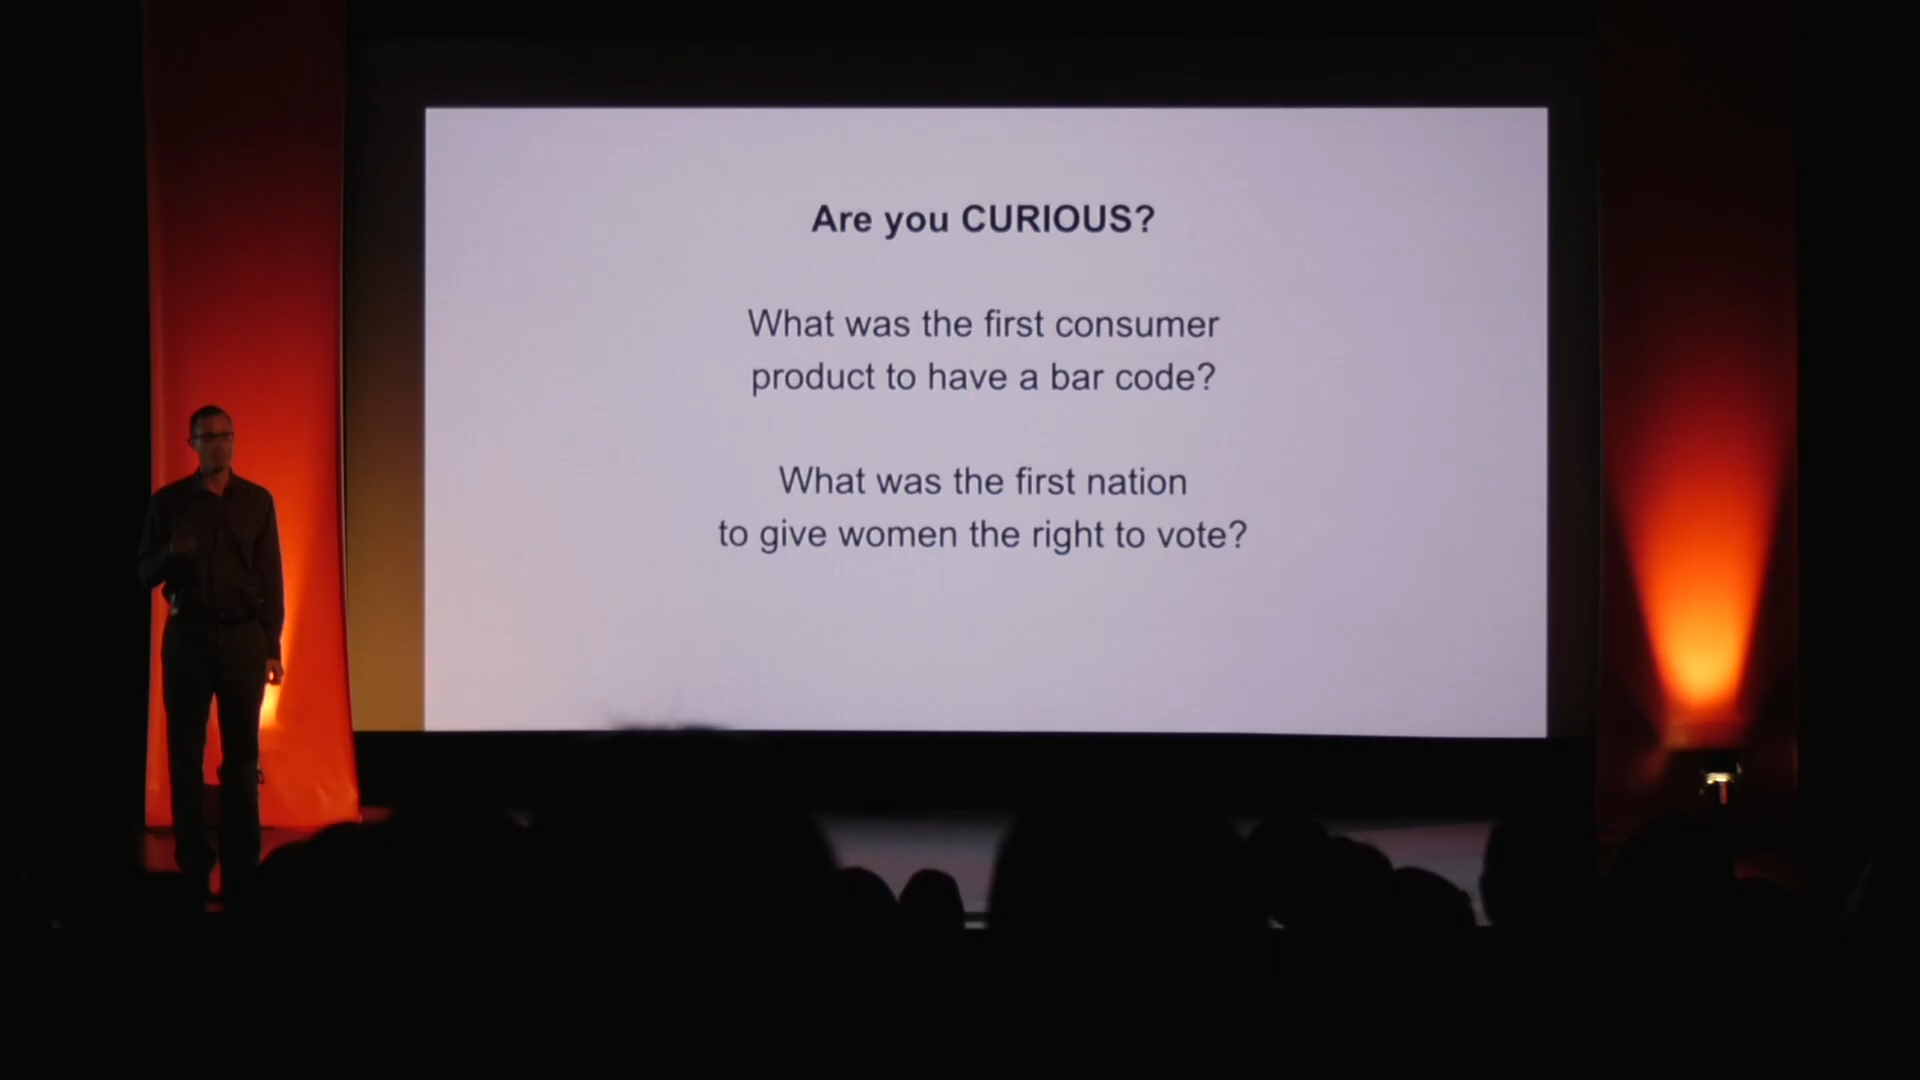 Are you CURIOUS?
What was the first consumer
product to have a bar code?
What was the first nation
to give women the right to vote?